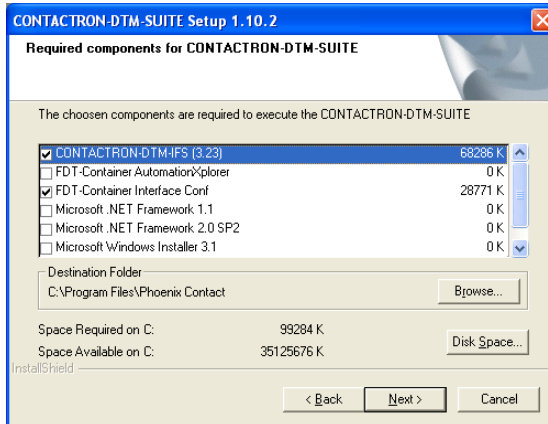 CONTACTRON-DTM-SUITE Setup 1.10.2
Required components for CONTACTRON-DTM-SUITE
The choosen components are required to execute the CONTACTRON-DTM-SUITE
CONTACTRON-DTM-IFS (3.23) 68286 K
FDT-Container AutomationXplorer 0 K
FDT-Container Interface Conf 28771 K
Microsoft .NET Framework 1.1 0 K
Microsoft .NET Framework 2.0 SP2 0 K
Microsoft Windows Installer 3.1 0 K
Destination Folder
C:\Program Files\Phoenix Contact
Browse...
Space Required on C: 99284 K
Space Available on C: 35125676 K
Disk Space...
InstallShield
< Back Next > Cancel